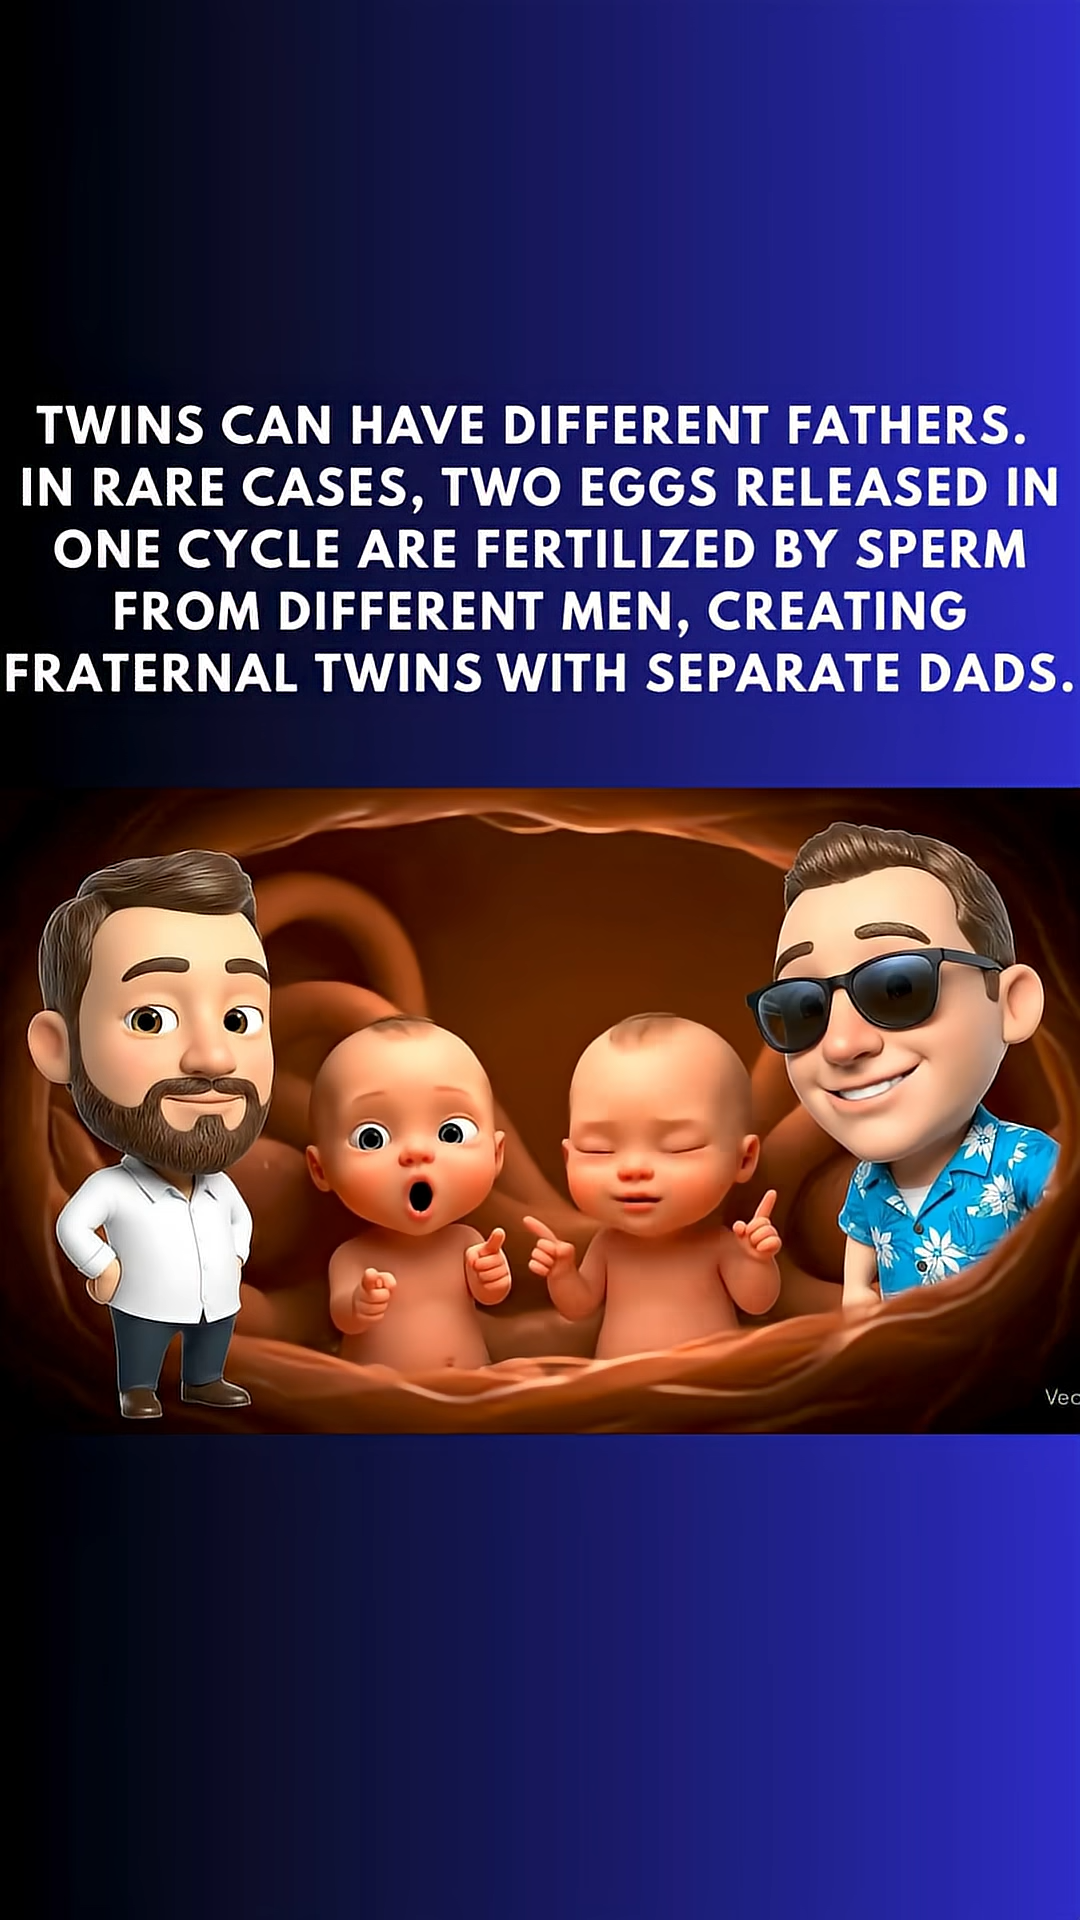 TWINS CAN HAVE DIFFERENT FATHERS.
IN RARE CASES, TWO EGGS RELEASED IN
ONE CYCLE ARE FERTILIZED BY SPERM
FROM DIFFERENT MEN, CREATING
FRATERNAL TWINS WITH SEPARATE DADS.